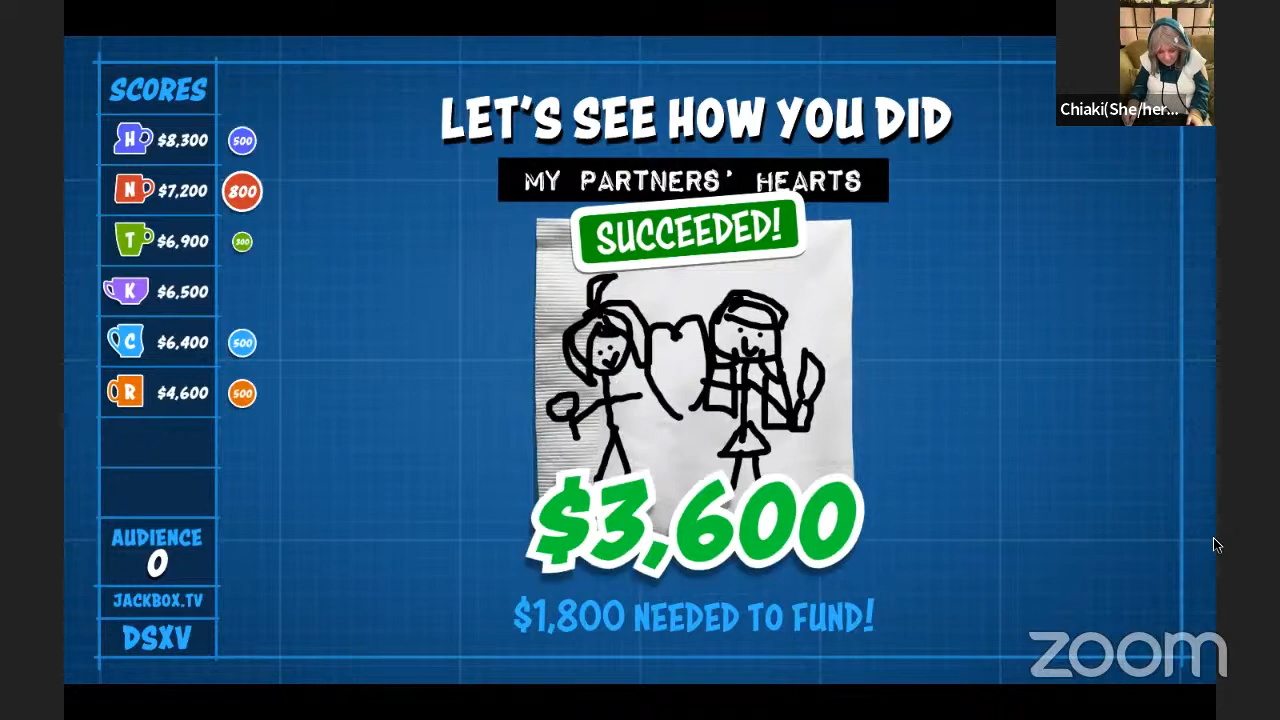 SCORES
H $8,300 500
N $7,200 800
T $6,900 300
K $6,500
C $6,400 500
R $4,600 500
AUDIENCE
0
JACKBOX.TV
DSXV
LET'S SEE HOW YOU DID
MY PARTNERS' HEARTS
SUCCEEDED!
$3,600
$1,800 NEEDED TO FUND!
Chiaki(She/her...
zoom